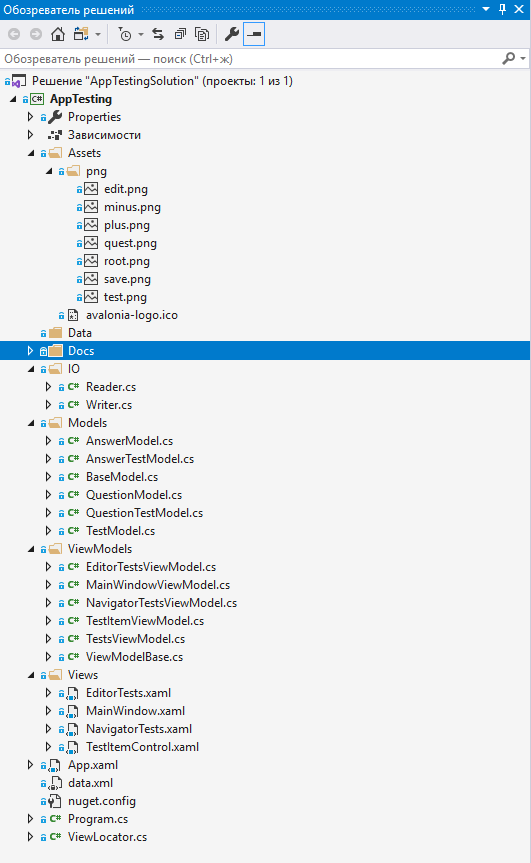 Обозреватель решений
Обозреватель решений — поиск (Ctrl+ж)
Решение "AppTestingSolution" (проекты: 1 из 1)
C# AppTesting
Properties
Зависимости
Assets
png
edit.png
minus.png
plus.png
quest.png
root.png
save.png
test.png
avalonia-logo.ico
Data
Docs
IO
C# Reader.cs
C# Writer.cs
Models
C# AnswerModel.cs
C# AnswerTestModel.cs
C# BaseModel.cs
C# QuestionModel.cs
C# QuestionTestModel.cs
C# TestModel.cs
ViewModels
C# EditorTestsViewModel.cs
C# MainWindowViewModel.cs
C# NavigatorTestsViewModel.cs
C# TestItemViewModel.cs
C# TestsViewModel.cs
C# ViewModelBase.cs
Views
EditorTests.xaml
MainWindow.xaml
NavigatorTests.xaml
TestItemControl.xaml
App.xaml
data.xml
nuget.config
C# Program.cs
C# ViewLocator.cs